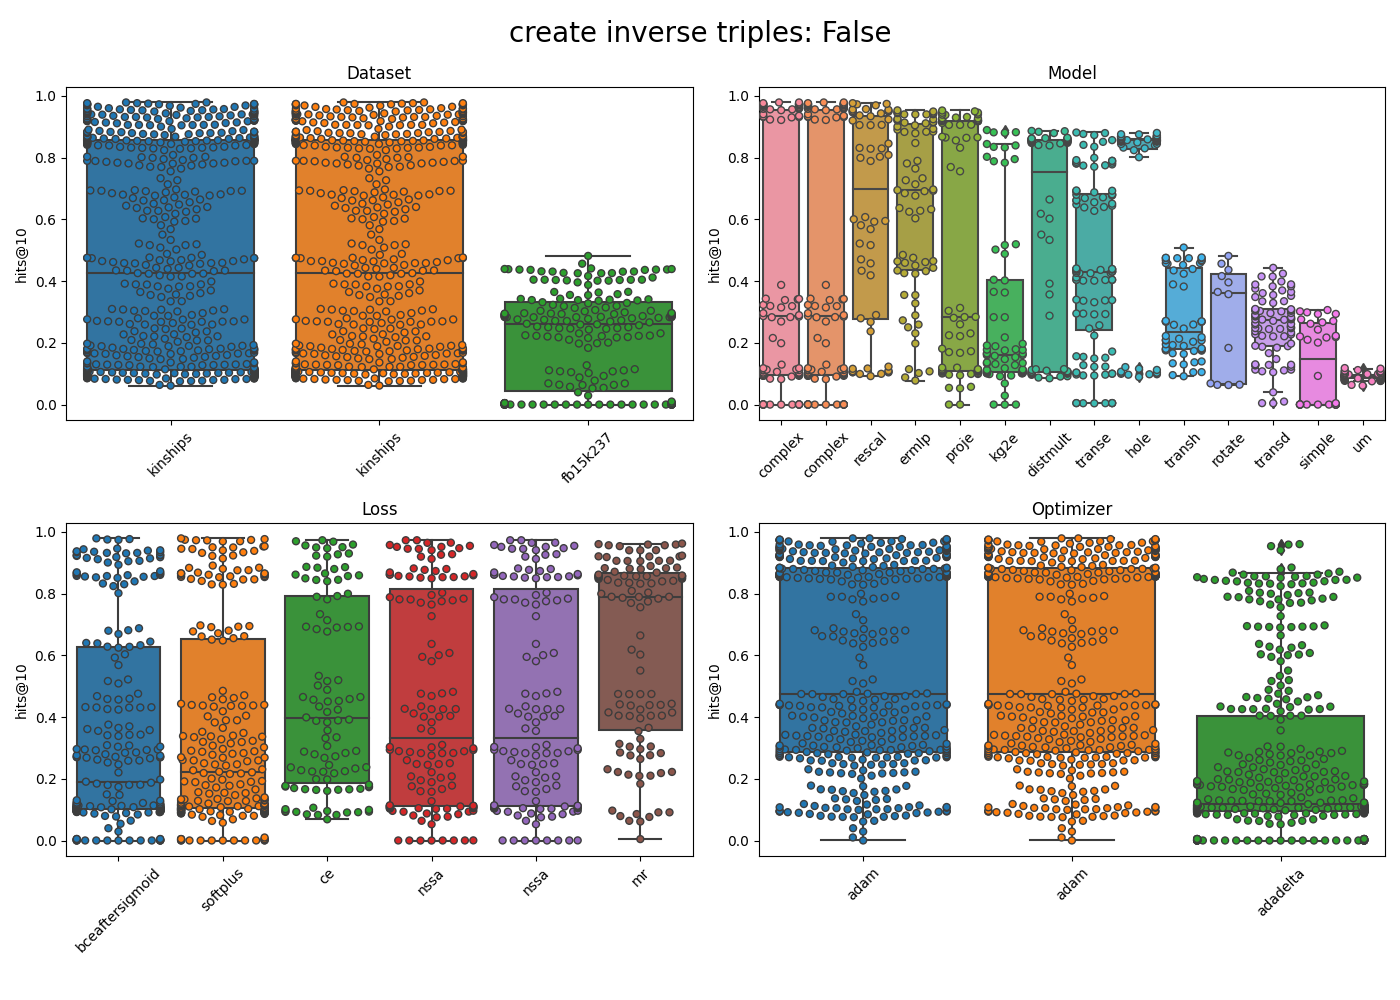 create inverse triples: False
Dataset
hits@10
1.0
0.8
0.6
0.4
0.2
0.0
kinships
kinships
fb15k237
Model
hits@10
1.0
0.8
0.6
0.4
0.2
0.0
complex
complex
rescal
ermlp
proje
kg2e
distmult
transe
hole
transh
rotate
transd
simple
um
Loss
hits@10
1.0
0.8
0.6
0.4
0.2
0.0
bceaftersigmoid
softplus
ce
nssa
nssa
mr
Optimizer
hits@10
1.0
0.8
0.6
0.4
0.2
0.0
adam
adam
adadelta